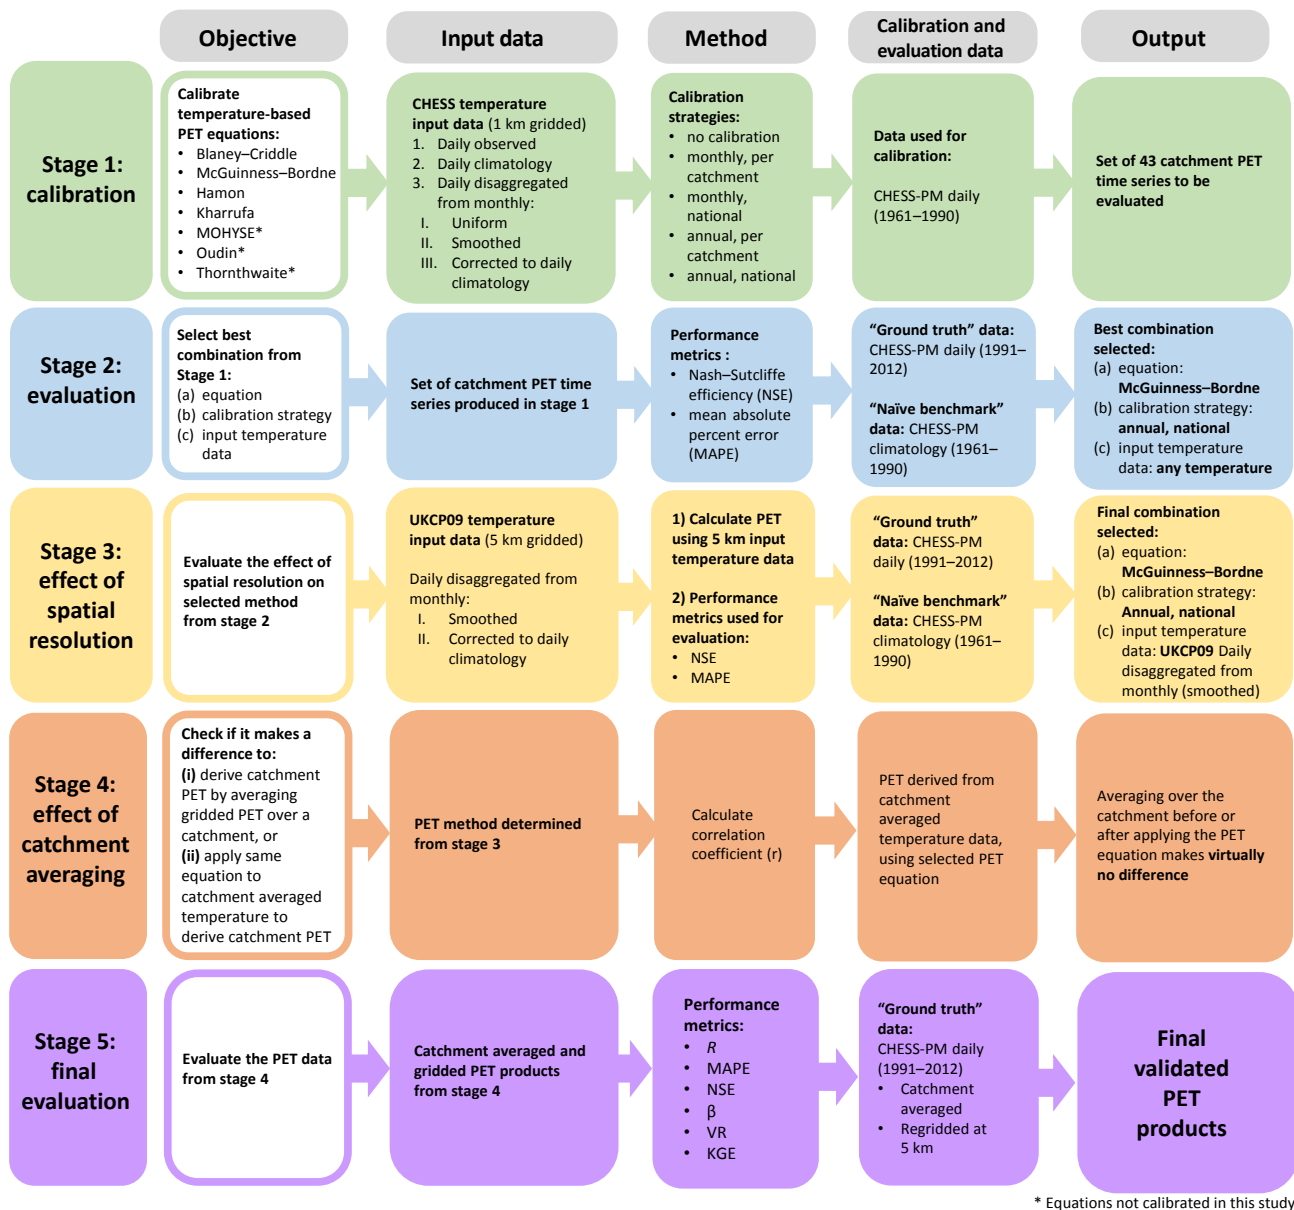 Objective
Input data
Method
Calibration and
evaluation data
Output
Stage 1:
calibration
Calibrate
temperature-based
PET equations:
• Blaney–Criddle
• McGuinness–Bordne
• Hamon
• Kharrufa
• MOHYSE*
• Oudin*
• Thornthwaite*
CHESS temperature
input data (1 km gridded)
1. Daily observed
2. Daily climatology
3. Daily disaggregated
from monthly:
I. Uniform
II. Smoothed
III. Corrected to daily
climatology
Calibration
strategies:
• no calibration
• monthly, per
catchment
• monthly,
national
• annual, per
catchment
• annual, national
Data used for
calibration:
CHESS-PM daily
(1961–1990)
Set of 43 catchment PET
time series to be
evaluated
Stage 2:
evaluation
Select best
combination from
Stage 1:
(a) equation
(b) calibration strategy
(c) input temperature
data
Set of catchment PET time
series produced in stage 1
Performance
metrics :
• Nash–Sutcliffe
efficiency (NSE)
• mean absolute
percent error
(MAPE)
“Ground truth” data:
CHESS-PM daily (1991–
2012)
“Naïve benchmark”
data: CHESS-PM
climatology (1961–
1990)
Best combination
selected:
(a) equation:
McGuinness–Bordne
(b) calibration strategy:
annual, national
(c) input temperature
data: any temperature
Stage 3:
effect of
spatial
resolution
Evaluate the effect of
spatial resolution on
selected method
from stage 2
UKCP09 temperature
input data (5 km gridded)
Daily disaggregated from
monthly:
I. Smoothed
II. Corrected to daily
climatology
1) Calculate PET
using 5 km input
temperature data
2) Performance
metrics used for
evaluation:
• NSE
• MAPE
“Ground truth”
data: CHESS-PM
daily (1991–2012)
“Naïve benchmark”
data: CHESS-PM
climatology (1961–
1990)
Final combination
selected:
(a) equation:
McGuinness–Bordne
(b) calibration strategy:
Annual, national
(c) input temperature
data: UKCP09 Daily
disaggregated from
monthly (smoothed)
Stage 4:
effect of
catchment
averaging
Check if it makes a
difference to:
(i) derive catchment
PET by averaging
gridded PET over a
catchment, or
(ii) apply same
equation to
catchment averaged
temperature to
derive catchment PET
PET method determined
from stage 3
Calculate
correlation
coefficient (r)
PET derived from
catchment
averaged
temperature data,
using selected PET
equation
Averaging over the
catchment before or
after applying the PET
equation makes virtually
no difference
Stage 5:
final
evaluation
Evaluate the PET data
from stage 4
Catchment averaged and
gridded PET products
from stage 4
Performance
metrics:
• R
• MAPE
• NSE
• β
• VR
• KGE
“Ground truth”
data:
CHESS-PM daily
(1991–2012)
• Catchment
averaged
• Regridded at
5 km
Final
validated
PET
products
* Equations not calibrated in this study